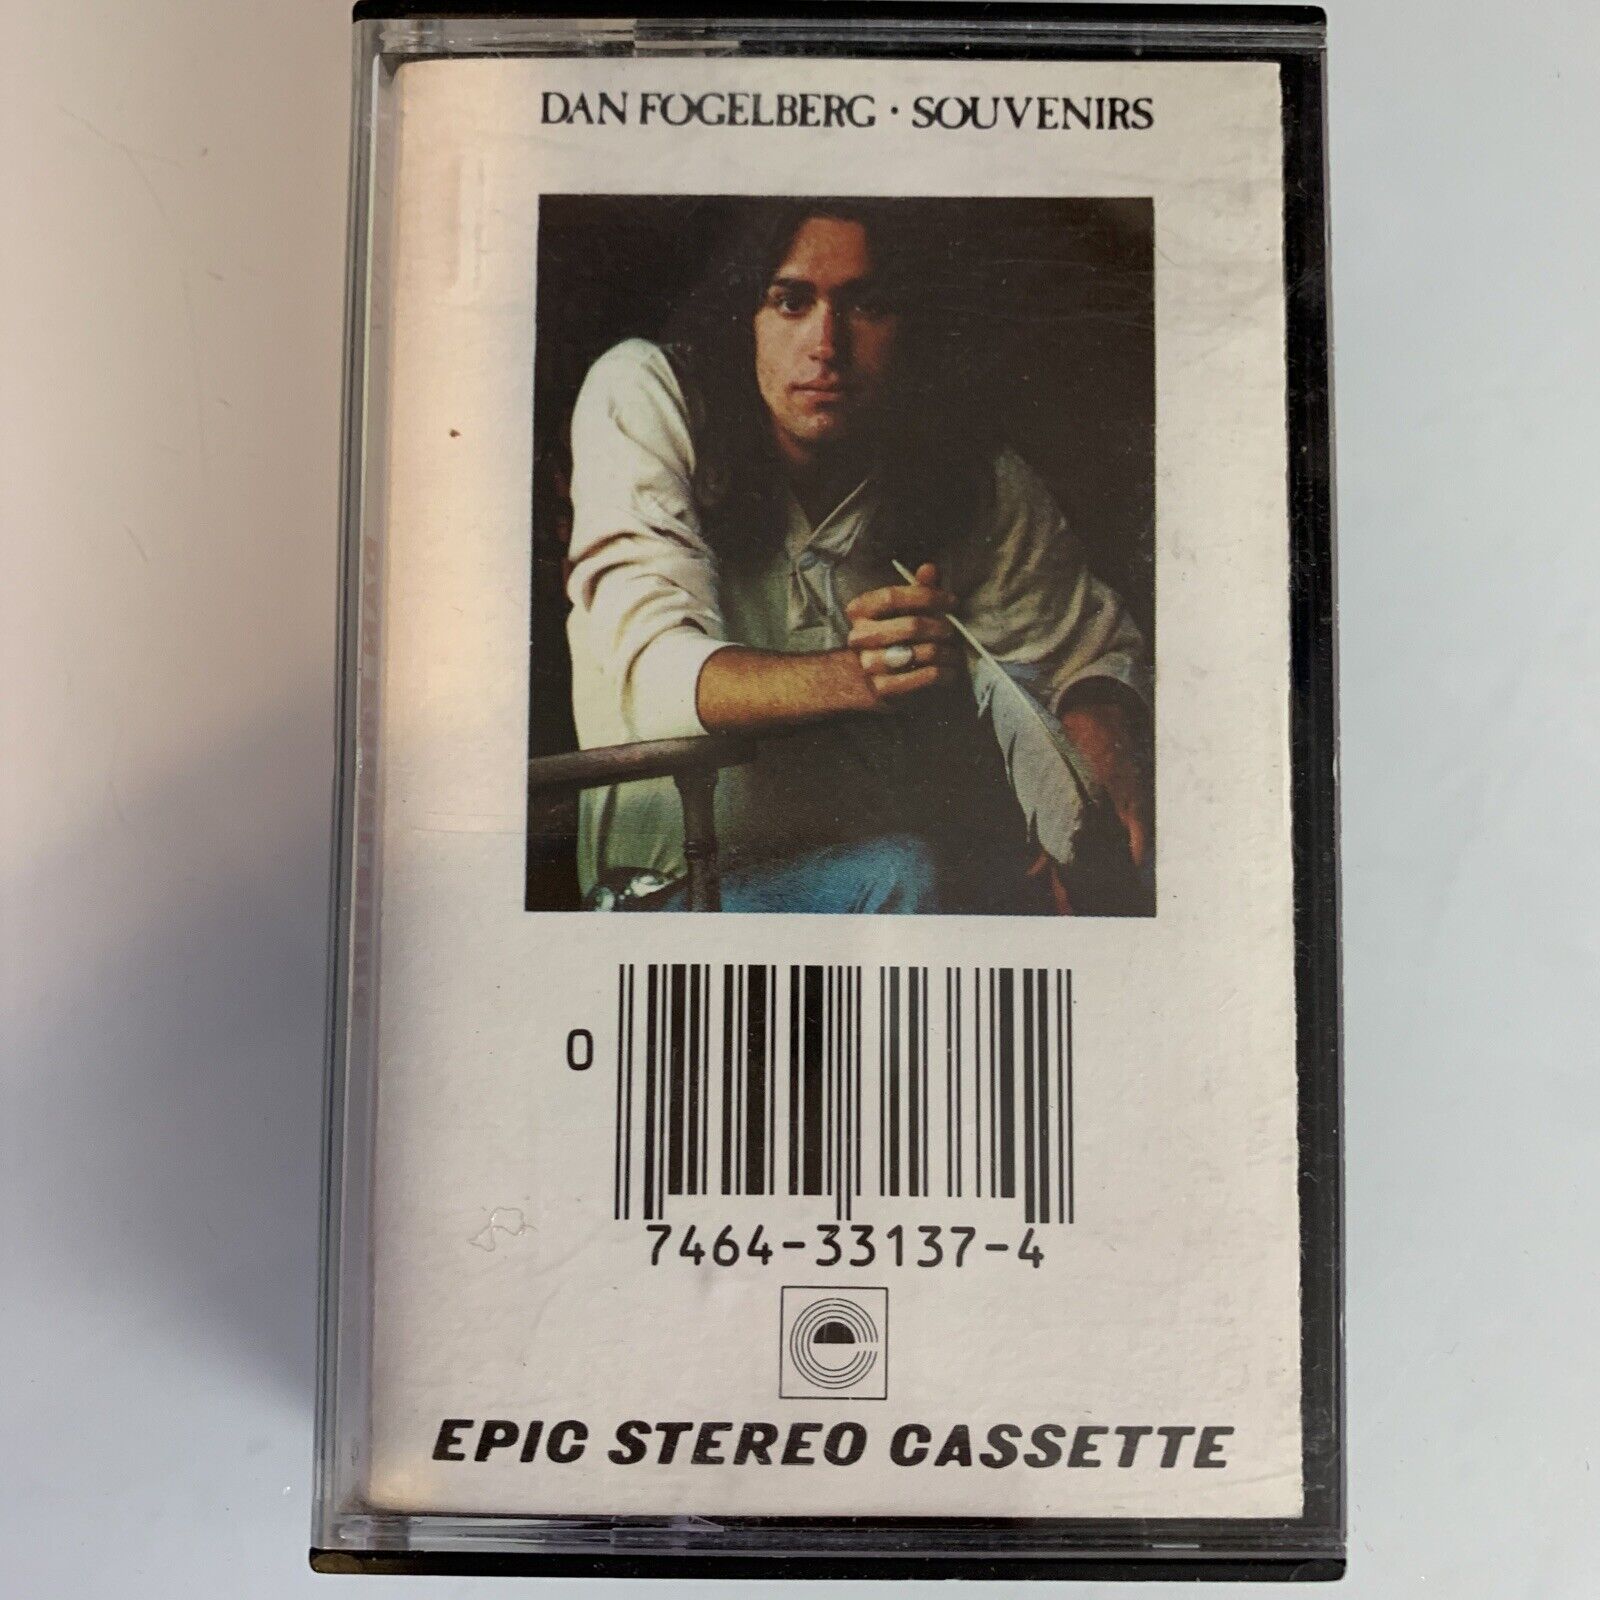 DAN FOGELBERG · SOUVENIRS
0
7464-33137-4
e
EPIC STEREO CASSETTE